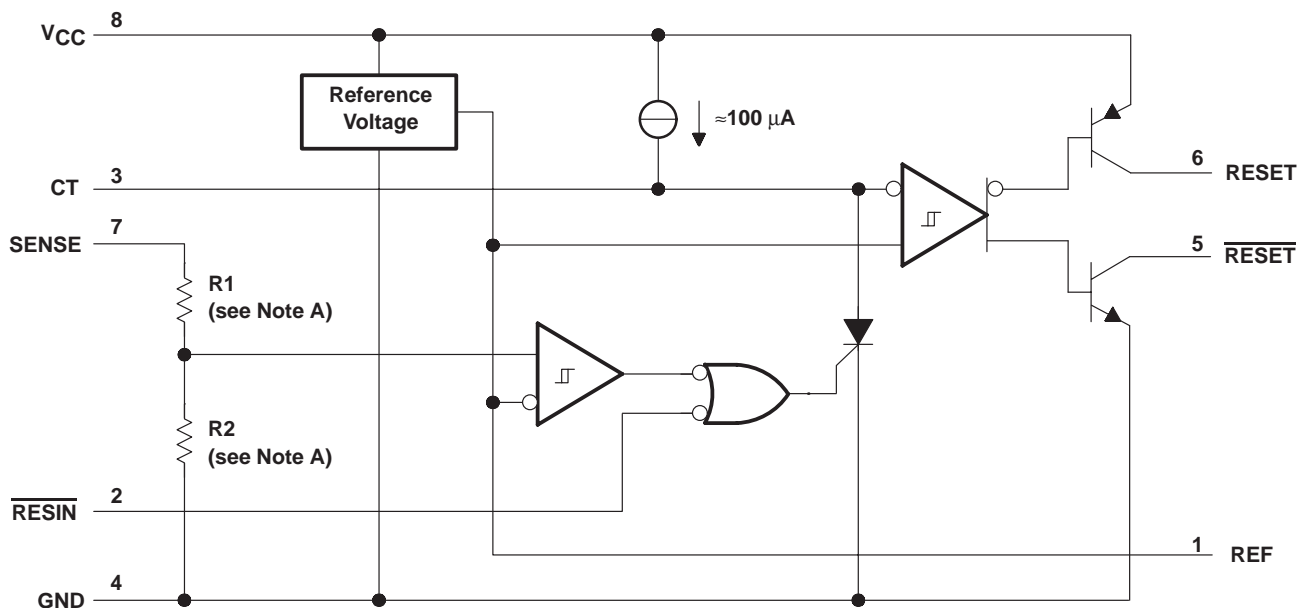 8
VCC
Reference
Voltage
≈100 μA
3
CT
6
RESET
7
SENSE
5
RESET
R1
(see Note A)
R2
(see Note A)
2
RESIN
1
REF
4
GND